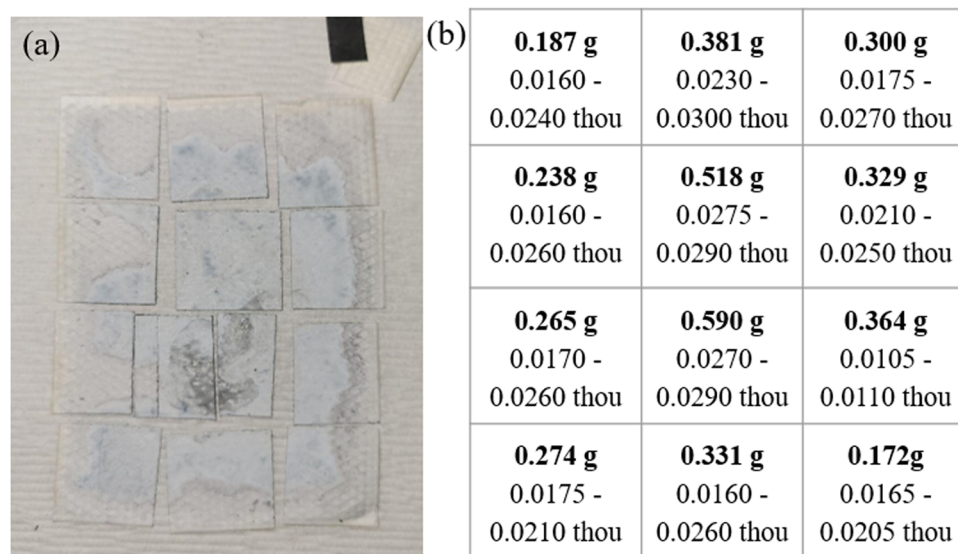 (a)
(b)
0.187 g
0.0160 -
0.0240 thou
0.381 g
0.0230 -
0.0300 thou
0.300 g
0.0175 -
0.0270 thou
0.238 g
0.0160 -
0.0260 thou
0.518 g
0.0275 -
0.0290 thou
0.329 g
0.0210 -
0.0250 thou
0.265 g
0.0170 -
0.0260 thou
0.590 g
0.0270 -
0.0290 thou
0.364 g
0.0105 -
0.0110 thou
0.274 g
0.0175 -
0.0210 thou
0.331 g
0.0160 -
0.0260 thou
0.172g
0.0165 -
0.0205 thou